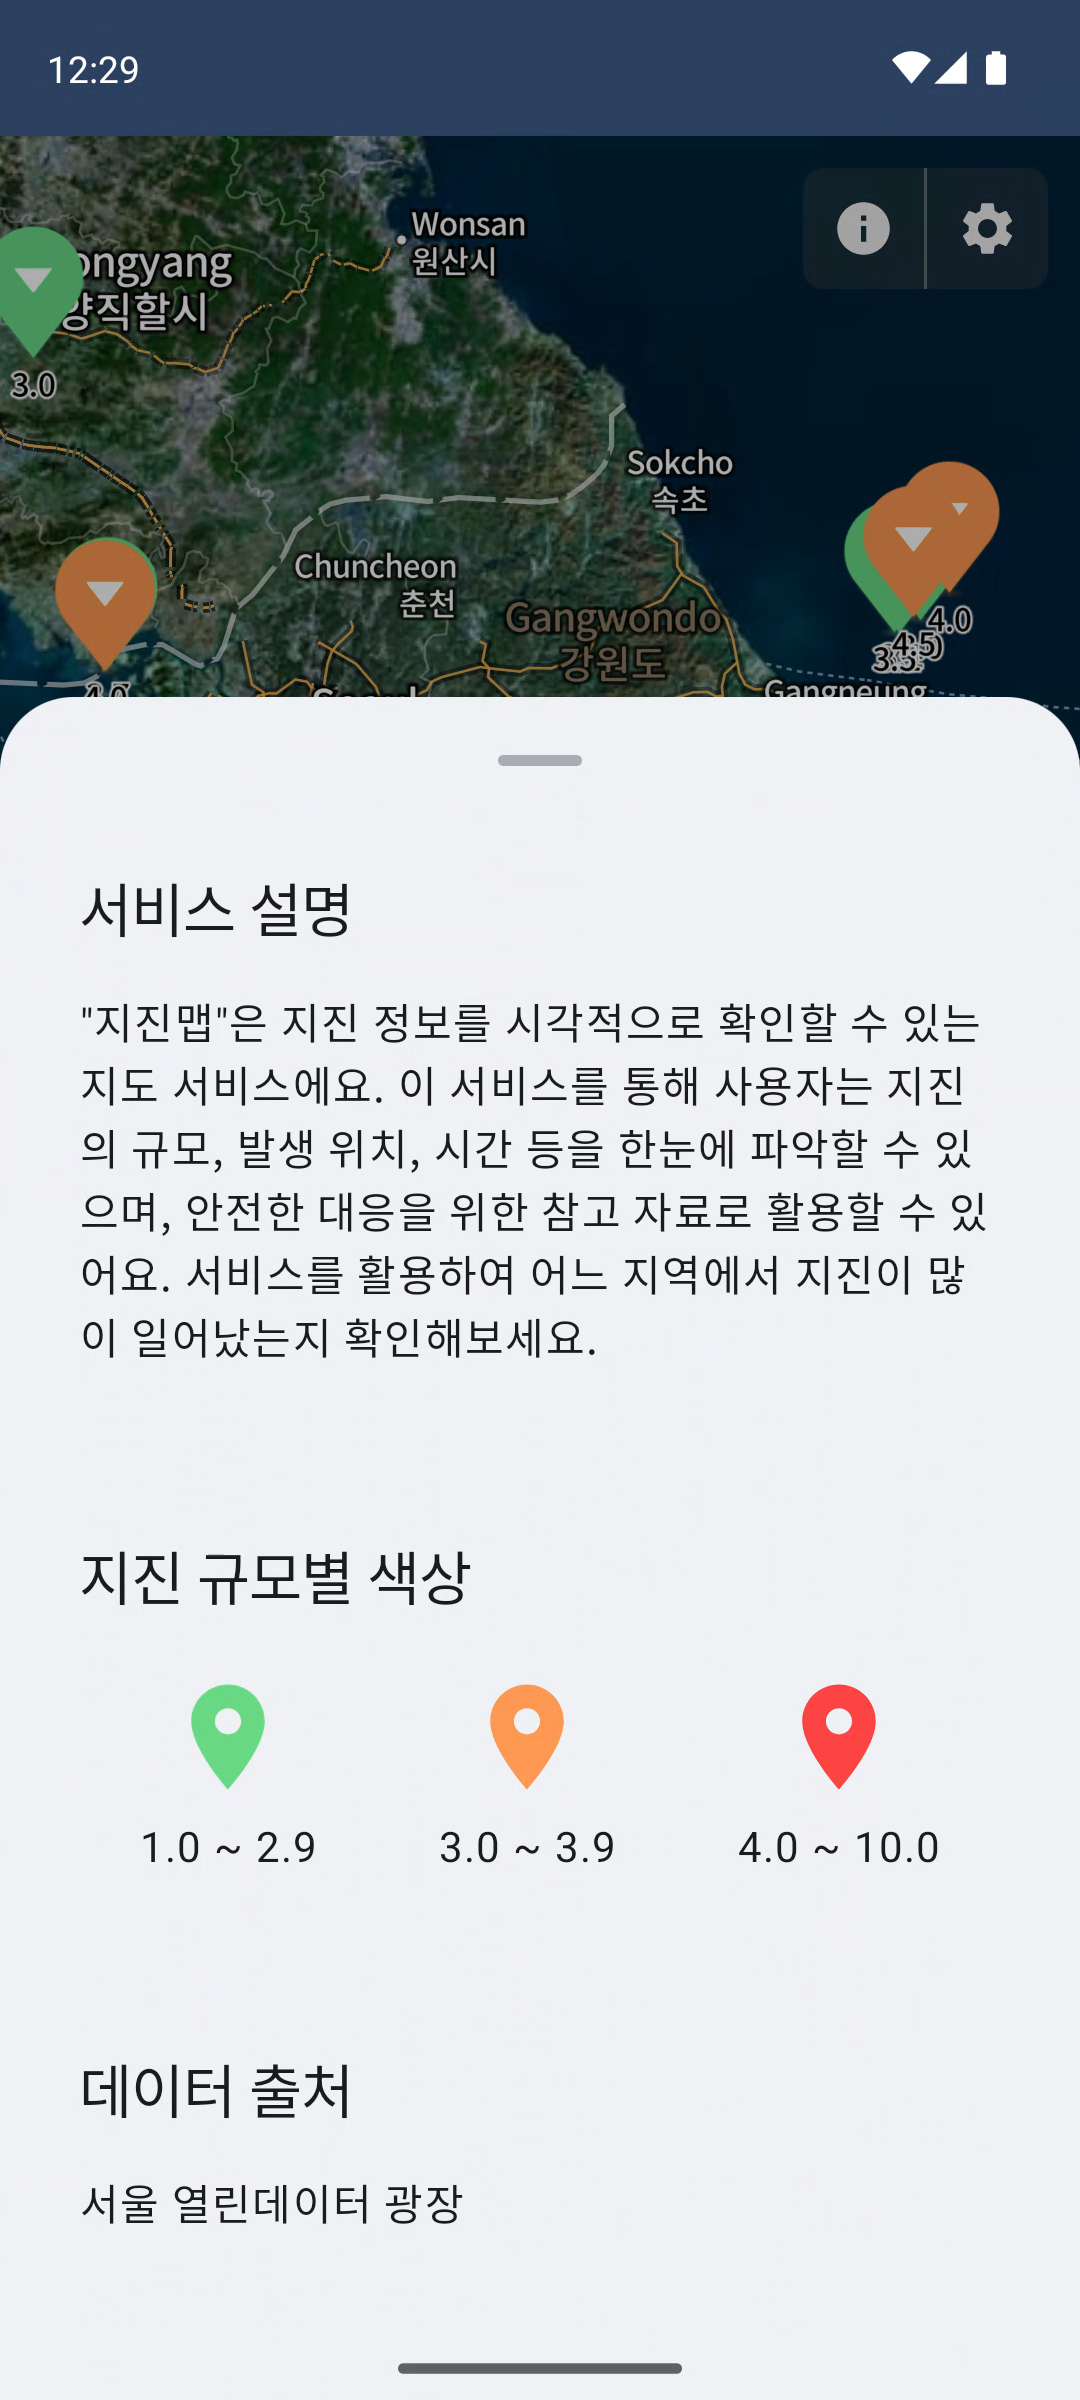 12:29
Wonsan
원산시
ongyang
양직할시
3.0
Sokcho
속초
Chuncheon
춘천
Gangwondo
강원도
4.0
4.5
3.5
Gangneung
4.0
서비스 설명
"지진맵"은 지진 정보를 시각적으로 확인할 수 있는
지도 서비스에요. 이 서비스를 통해 사용자는 지진
의 규모, 발생 위치, 시간 등을 한눈에 파악할 수 있
으며, 안전한 대응을 위한 참고 자료로 활용할 수 있
어요. 서비스를 활용하여 어느 지역에서 지진이 많
이 일어났는지 확인해보세요.
지진 규모별 색상
1.0 ~ 2.9
3.0 ~ 3.9
4.0 ~ 10.0
데이터 출처
서울 열린데이터 광장